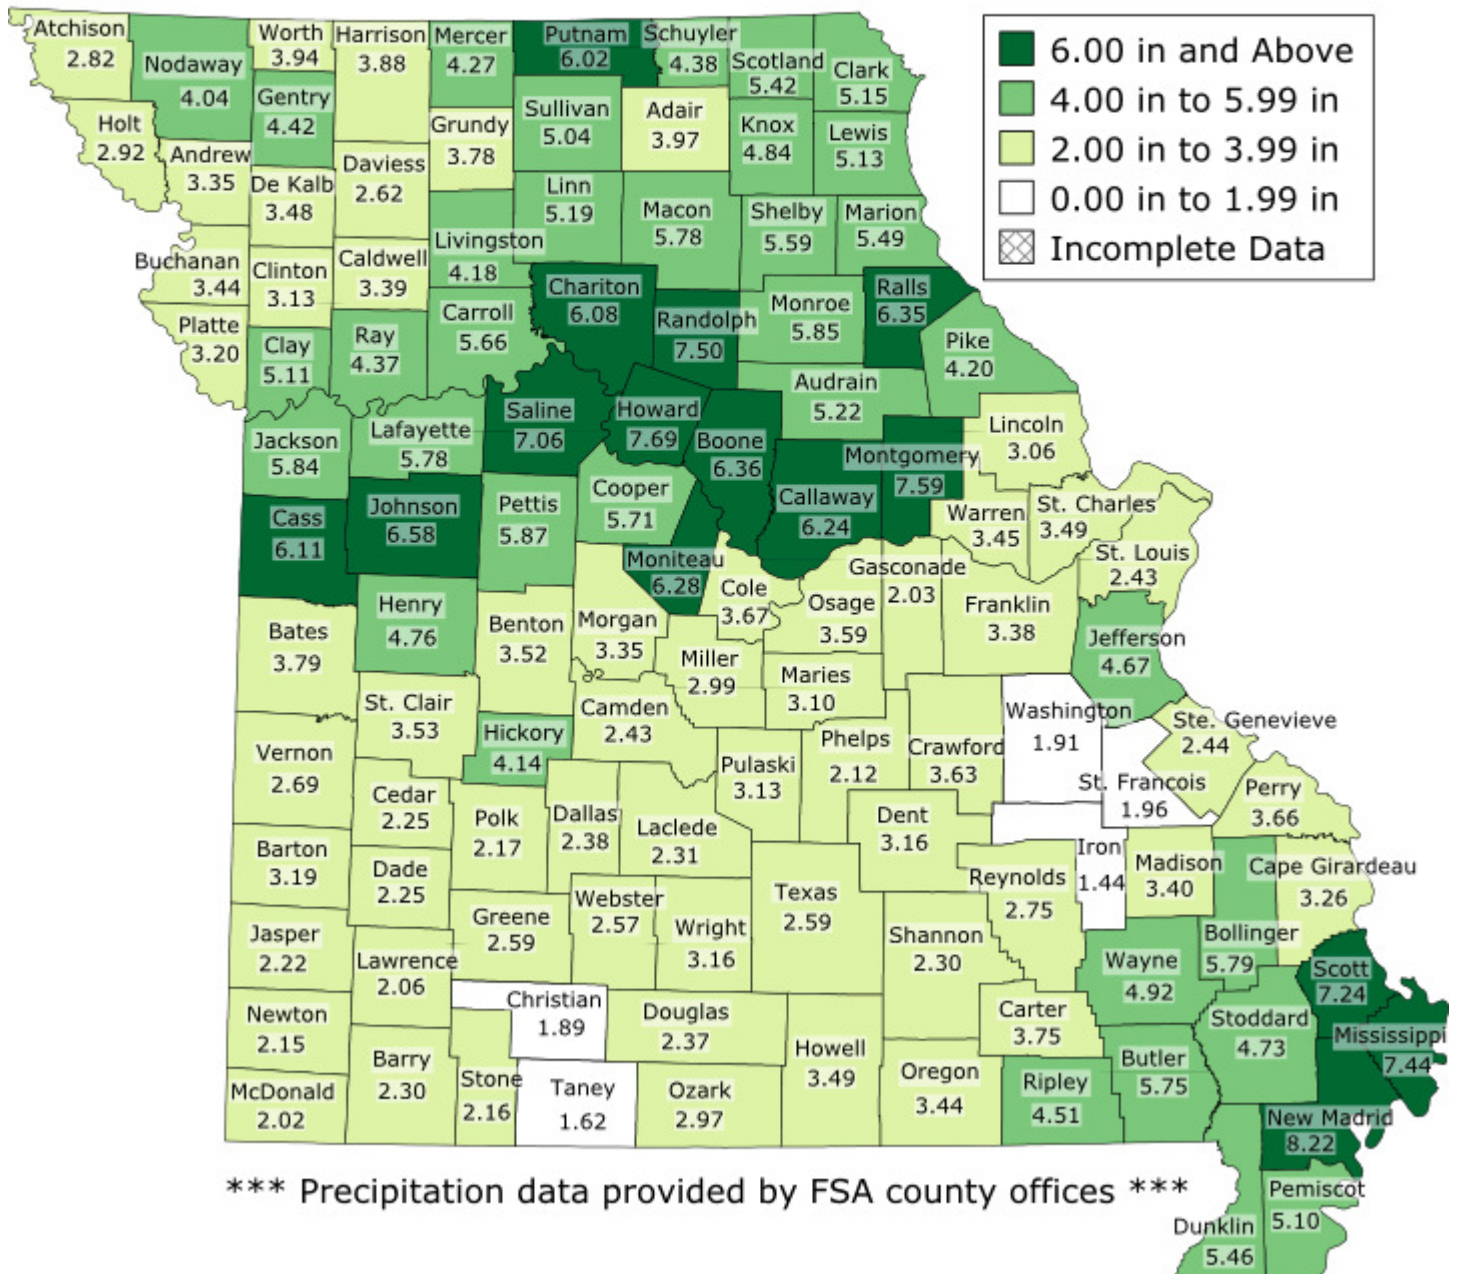 Atchison
2.82
Nodaway
4.04
Worth
3.94
Harrison
3.88
Mercer
4.27
Putnam
6.02
Schuyler
4.38
Scotland
5.42
Clark
5.15
6.00 in and Above
4.00 in to 5.99 in
2.00 in to 3.99 in
0.00 in to 1.99 in
Incomplete Data
Holt
2.92
Andrew
3.35
Gentry
4.42
De Kalb
3.48
Daviess
2.62
Grundy
3.78
Sullivan
5.04
Adair
3.97
Knox
4.84
Lewis
5.13
Linn
5.19
Macon
5.78
Shelby
5.59
Marion
5.49
Buchanan
3.44
Clinton
3.13
Caldwell
3.39
Livingston
4.18
Chariton
6.08
Randolph
7.50
Monroe
5.85
Ralls
6.35
Pike
4.20
Platte
3.20
Clay
5.11
Ray
4.37
Carroll
5.66
Audrain
5.22
Jackson
5.84
Lafayette
5.78
Saline
7.06
Howard
7.69
Boone
6.36
Callaway
6.24
Montgomery
7.59
Lincoln
3.06
Cass
6.11
Johnson
6.58
Pettis
5.87
Cooper
5.71
Moniteau
6.28
Cole
3.67
Warren
3.45
St. Charles
3.49
St. Louis
2.43
Bates
3.79
Henry
4.76
Benton
3.52
Morgan
3.35
Miller
2.99
Osage
3.59
Gasconade
2.03
Franklin
3.38
Jefferson
4.67
Maries
3.10
St. Clair
3.53
Hickory
4.14
Camden
2.43
Pulaski
3.13
Phelps
2.12
Crawford
3.63
Washington
1.91
Ste. Genevieve
2.44
St. Francois
1.96
Perry
3.66
Vernon
2.69
Cedar
2.25
Polk
2.17
Dallas
2.38
Laclede
2.31
Dent
3.16
Iron
1.44
Madison
3.40
Cape Girardeau
3.26
Barton
3.19
Dade
2.25
Greene
2.59
Webster
2.57
Wright
3.16
Texas
2.59
Reynolds
2.75
Shannon
2.30
Bollinger
5.79
Wayne
4.92
Scott
7.24
Jasper
2.22
Lawrence
2.06
Christian
1.89
Douglas
2.37
Howell
3.49
Carter
3.75
Stoddard
4.73
Mississippi
7.44
Newton
2.15
Barry
2.30
Stone
2.16
Taney
1.62
Ozark
2.97
Oregon
3.44
Ripley
4.51
Butler
5.75
McDonald
2.02
New Madrid
8.22
*** Precipitation data provided by FSA county offices ***
Pemiscot
5.10
Dunklin
5.46